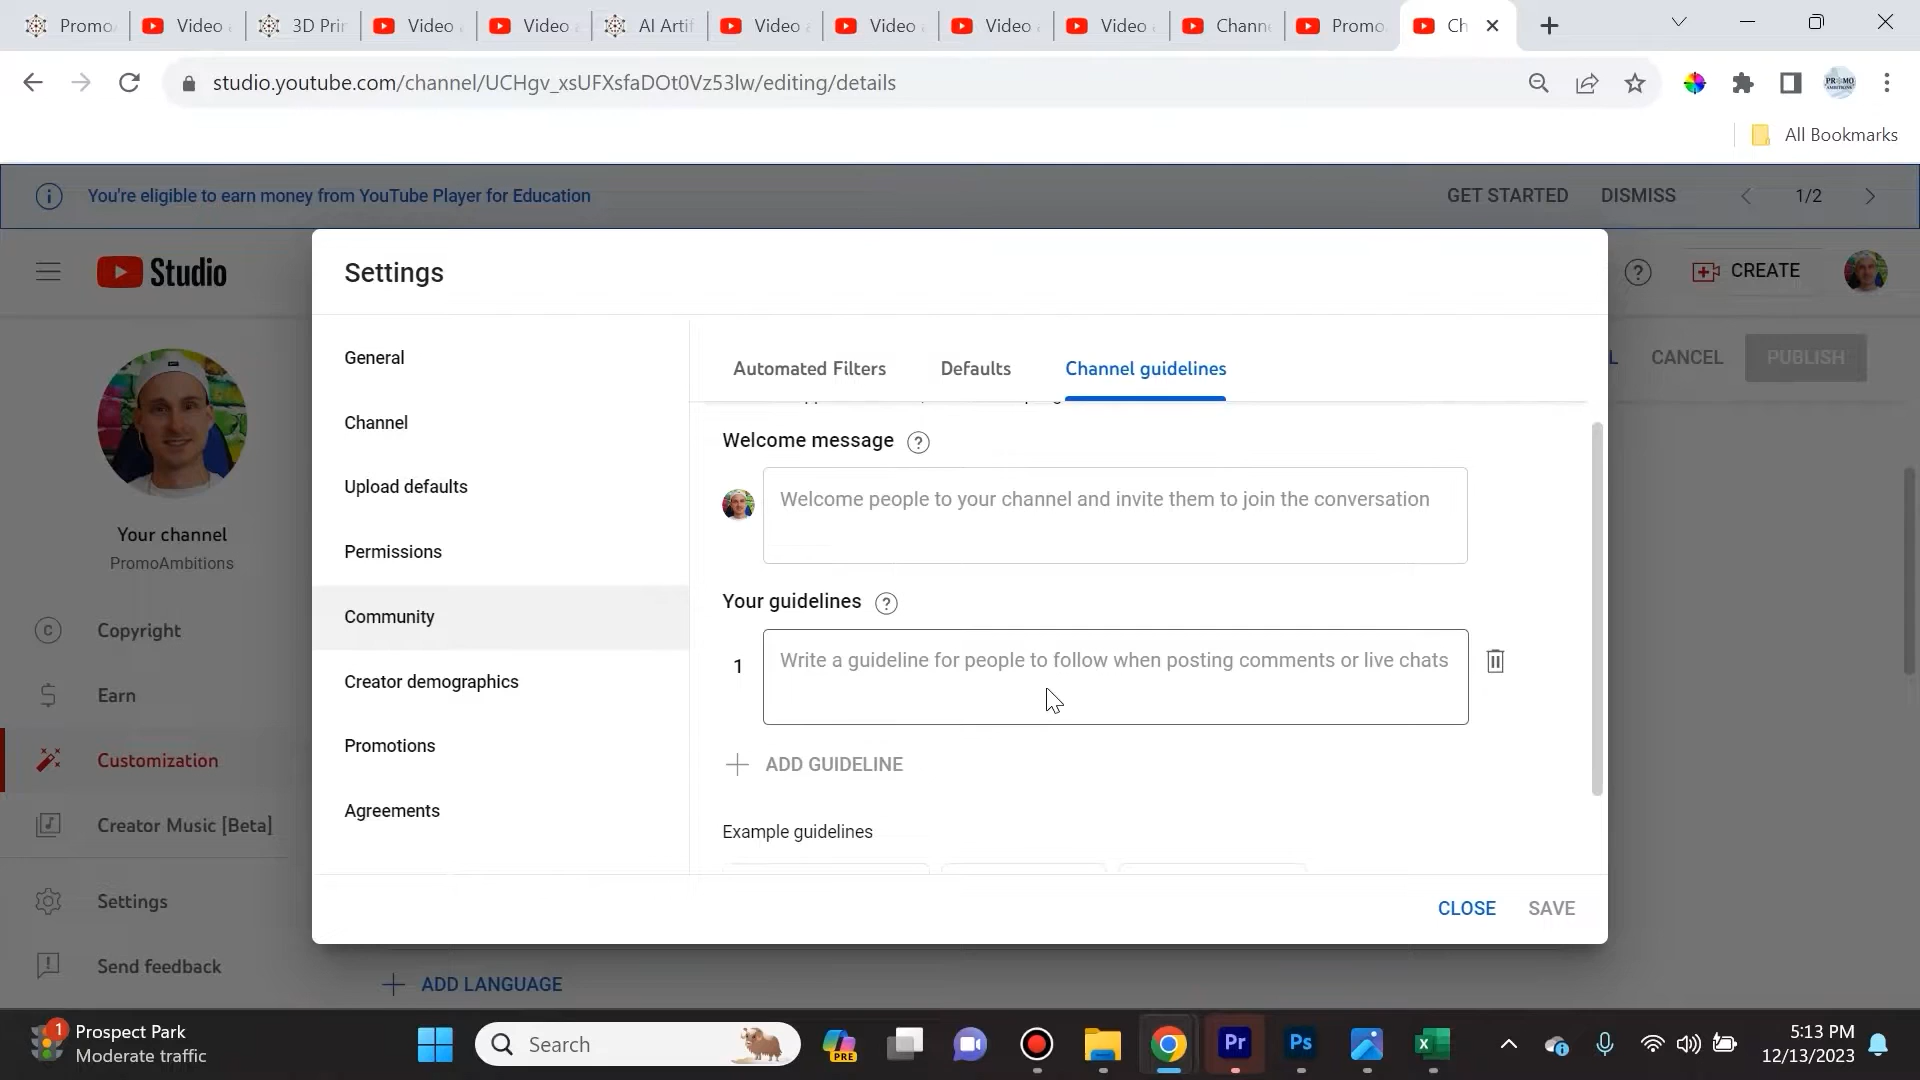 Promo
Video
3D Prin
Video
Video
AI Artif
Video
Video
Video
Video
Chann
Promo
Ch
studio.youtube.com/channel/UCHgv_xsUFXsfaDOt0Vz53lw/editing/details
All Bookmarks
You're eligible to earn money from YouTube Player for Education
GET STARTED
DISMISS
1/2
Studio
CREATE
Settings
General
Channel
Upload defaults
Permissions
Community
Creator demographics
Promotions
Agreements
Automated Filters
Defaults
Channel guidelines
Welcome message
Welcome people to your channel and invite them to join the conversation
Your guidelines
1
Write a guideline for people to follow when posting comments or live chats
ADD GUIDELINE
Example guidelines
CLOSE
SAVE
CANCEL
PUBLISH
Your channel
PromoAmbitions
Copyright
Earn
Customization
Creator Music [Beta]
Settings
Send feedback
ADD LANGUAGE
1
Prospect Park
Moderate traffic
Search
PRE
Pr
Ps
5:13 PM
12/13/2023